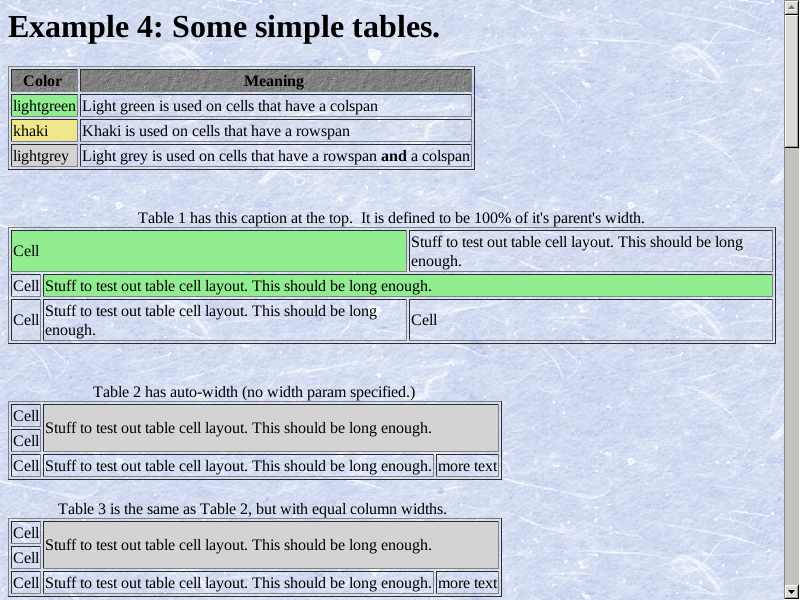 Example 4: Some simple tables.
Color Meaning
lightgreen Light green is used on cells that have a colspan
khaki Khaki is used on cells that have a rowspan
lightgrey Light grey is used on cells that have a rowspan and a colspan
Table 1 has this caption at the top.  It is defined to be 100% of it's parent's width.
Cell Stuff to test out table cell layout. This should be long
enough.
Cell Stuff to test out table cell layout. This should be long enough.
Cell Stuff to test out table cell layout. This should be long
enough. Cell
Table 2 has auto-width (no width param specified.)
Cell Stuff to test out table cell layout. This should be long enough.
Cell
Cell Stuff to test out table cell layout. This should be long enough. more text
Table 3 is the same as Table 2, but with equal column widths.
Cell Stuff to test out table cell layout. This should be long enough.
Cell
Cell Stuff to test out table cell layout. This should be long enough. more text